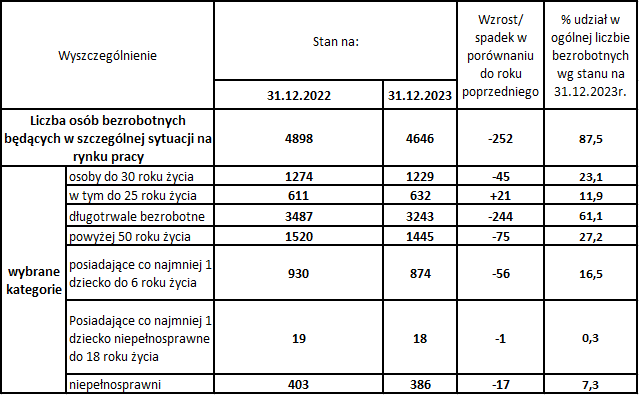 Wyszczególnienie
Stan na:
Wzrost/
spadek w
porównaniu
do roku
poprzedniego
% udział w
ogólnej liczbie
bezrobotnych
wg stanu na
31.12.2023r.
31.12.2022
31.12.2023
Liczba osób bezrobotnych
będących w szczególnej sytuacji na
rynku pracy
4898
4646
-252
87,5
wybrane
kategorie
osoby do 30 roku życia
1274
1229
-45
23,1
w tym do 25 roku życia
611
632
+21
11,9
długotrwale bezrobotne
3487
3243
-244
61,1
powyżej 50 roku życia
1520
1445
-75
27,2
posiadające co najmniej 1
dziecko do 6 roku życia
930
874
-56
16,5
Posiadające co najmniej 1
dziecko niepełnosprawne
do 18 roku życia
19
18
-1
0,3
niepełnosprawni
403
386
-17
7,3